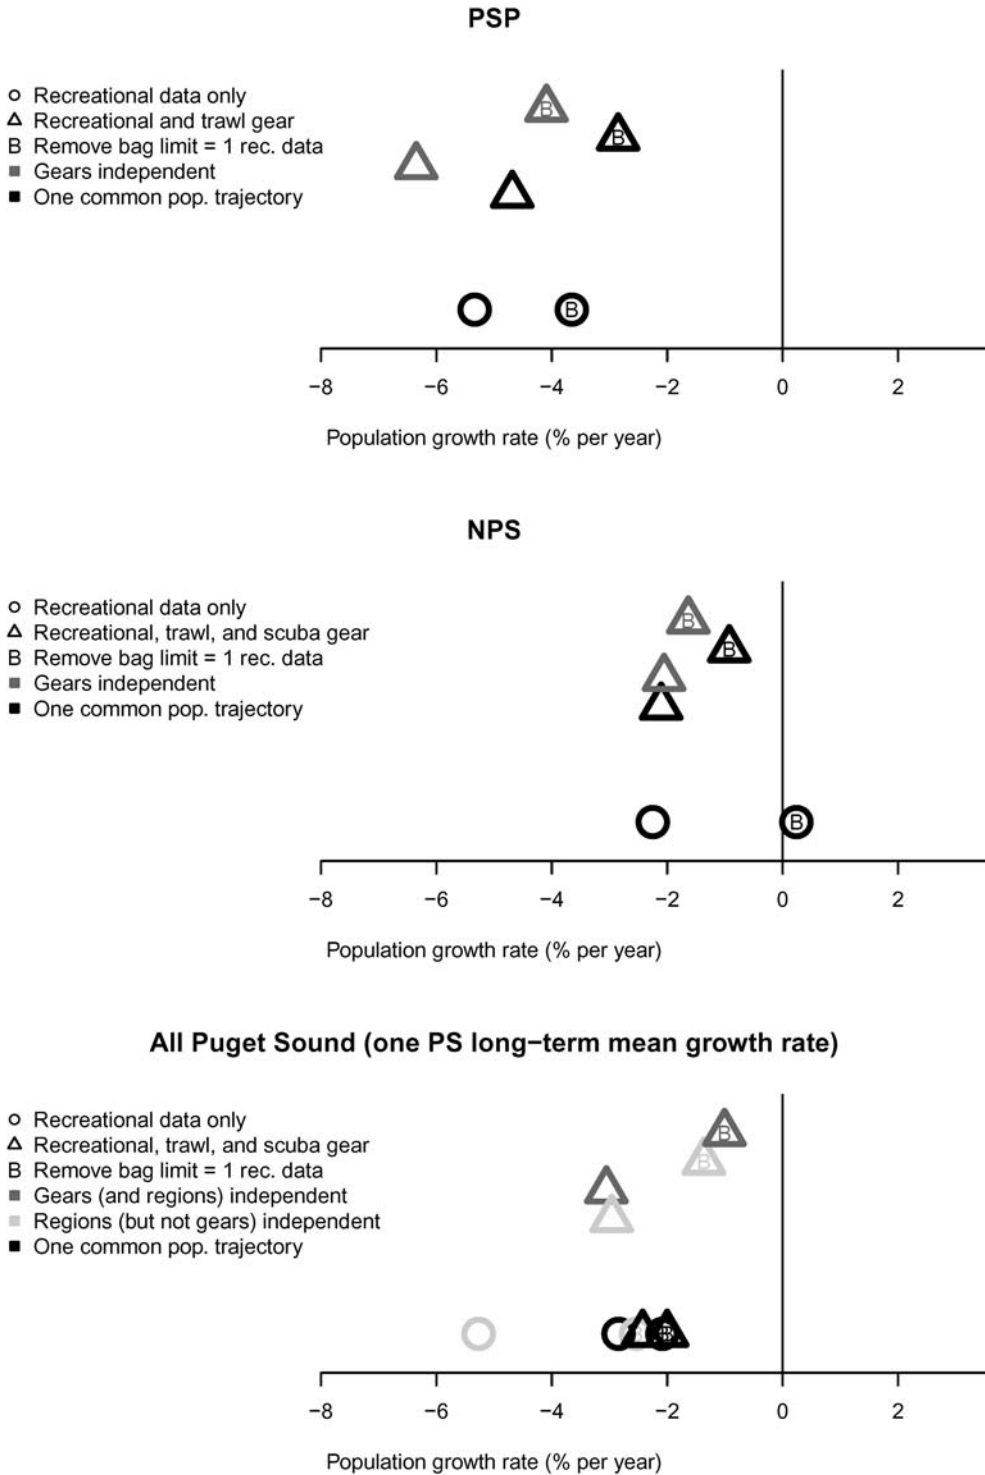 PSP
Recreational data only
Recreational and trawl gear
B Remove bag limit = 1 rec. data
Gears independent
One common pop. trajectory
B
B
B
−8 −6 −4 −2 0 2
Population growth rate (% per year)
NPS
Recreational data only
Recreational, trawl, and scuba gear
B Remove bag limit = 1 rec. data
Gears independent
One common pop. trajectory
B
B
B
−8 −6 −4 −2 0 2
Population growth rate (% per year)
All Puget Sound (one PS long−term mean growth rate)
Recreational data only
Recreational, trawl, and scuba gear
B Remove bag limit = 1 rec. data
Gears (and regions) independent
Regions (but not gears) independent
One common pop. trajectory
B
B
B B B
−8 −6 −4 −2 0 2
Population growth rate (% per year)